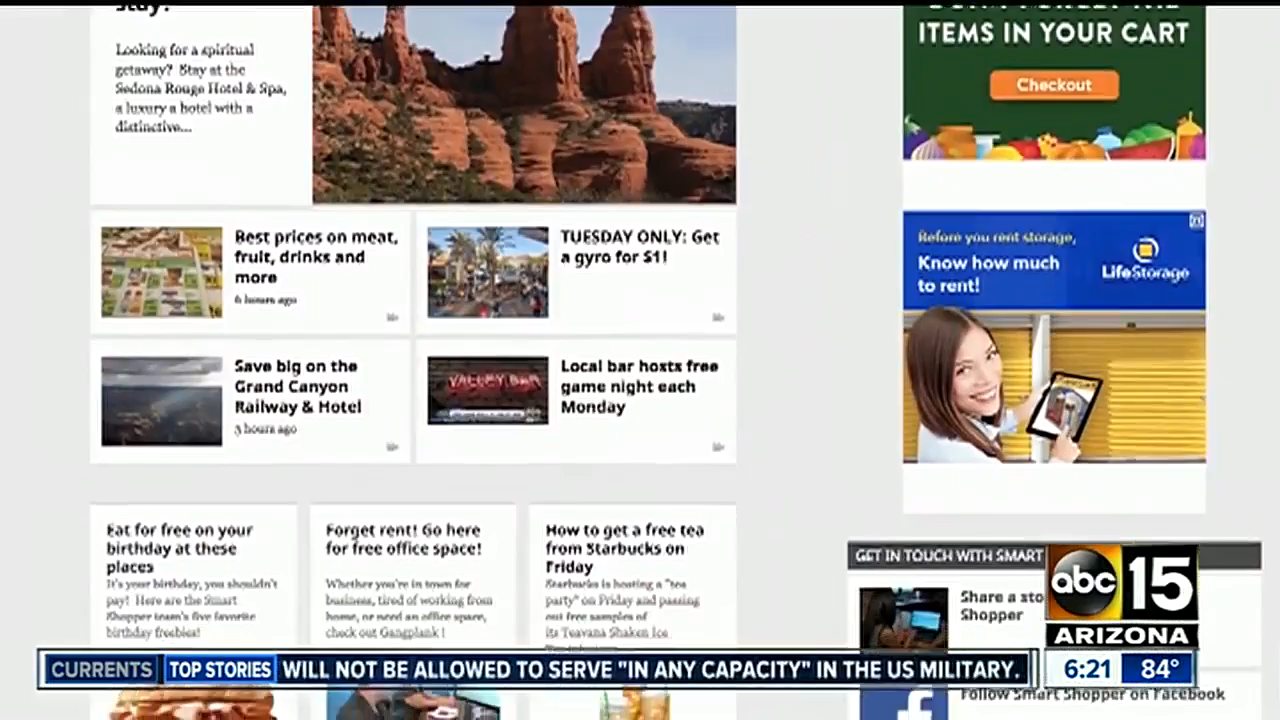 stay?
Looking for a spiritual
getaway? Stay at the
Sedona Rouge Hotel & Spa,
a luxury a hotel with a
distinctive...
ITEMS IN YOUR CART
Checkout
Best prices on meat,
fruit, drinks and
more
6 hours ago
TUESDAY ONLY: Get
a gyro for $1!
Save big on the
Grand Canyon
Railway & Hotel
3 hours ago
VALLEY BAR
Local bar hosts free
game night each
Monday
Before you rent storage,
Know how much
to rent!
LifeStorage
Eat for free on your
birthday at these
places
It's your birthday, you shouldn't
pay! Here are the Smart
Shopper team's five favorite
birthday freebies!
Forget rent! Go here
for free office space!
Whether you're in town for
business, tired of working from
home, or need an office space,
check out Gangplank !
How to get a free tea
from Starbucks on
Friday
Starbucks is hosting a "tea
party" on Friday and passing
out free samples of
its Teavana Shaken Ice
GET IN TOUCH WITH SMART
Share a sto
Shopper
Follow Smart Shopper on Facebook
abc 15
ARIZONA
6:21 84°
CURRENTS TOP STORIES WILL NOT BE ALLOWED TO SERVE "IN ANY CAPACITY" IN THE US MILITARY.